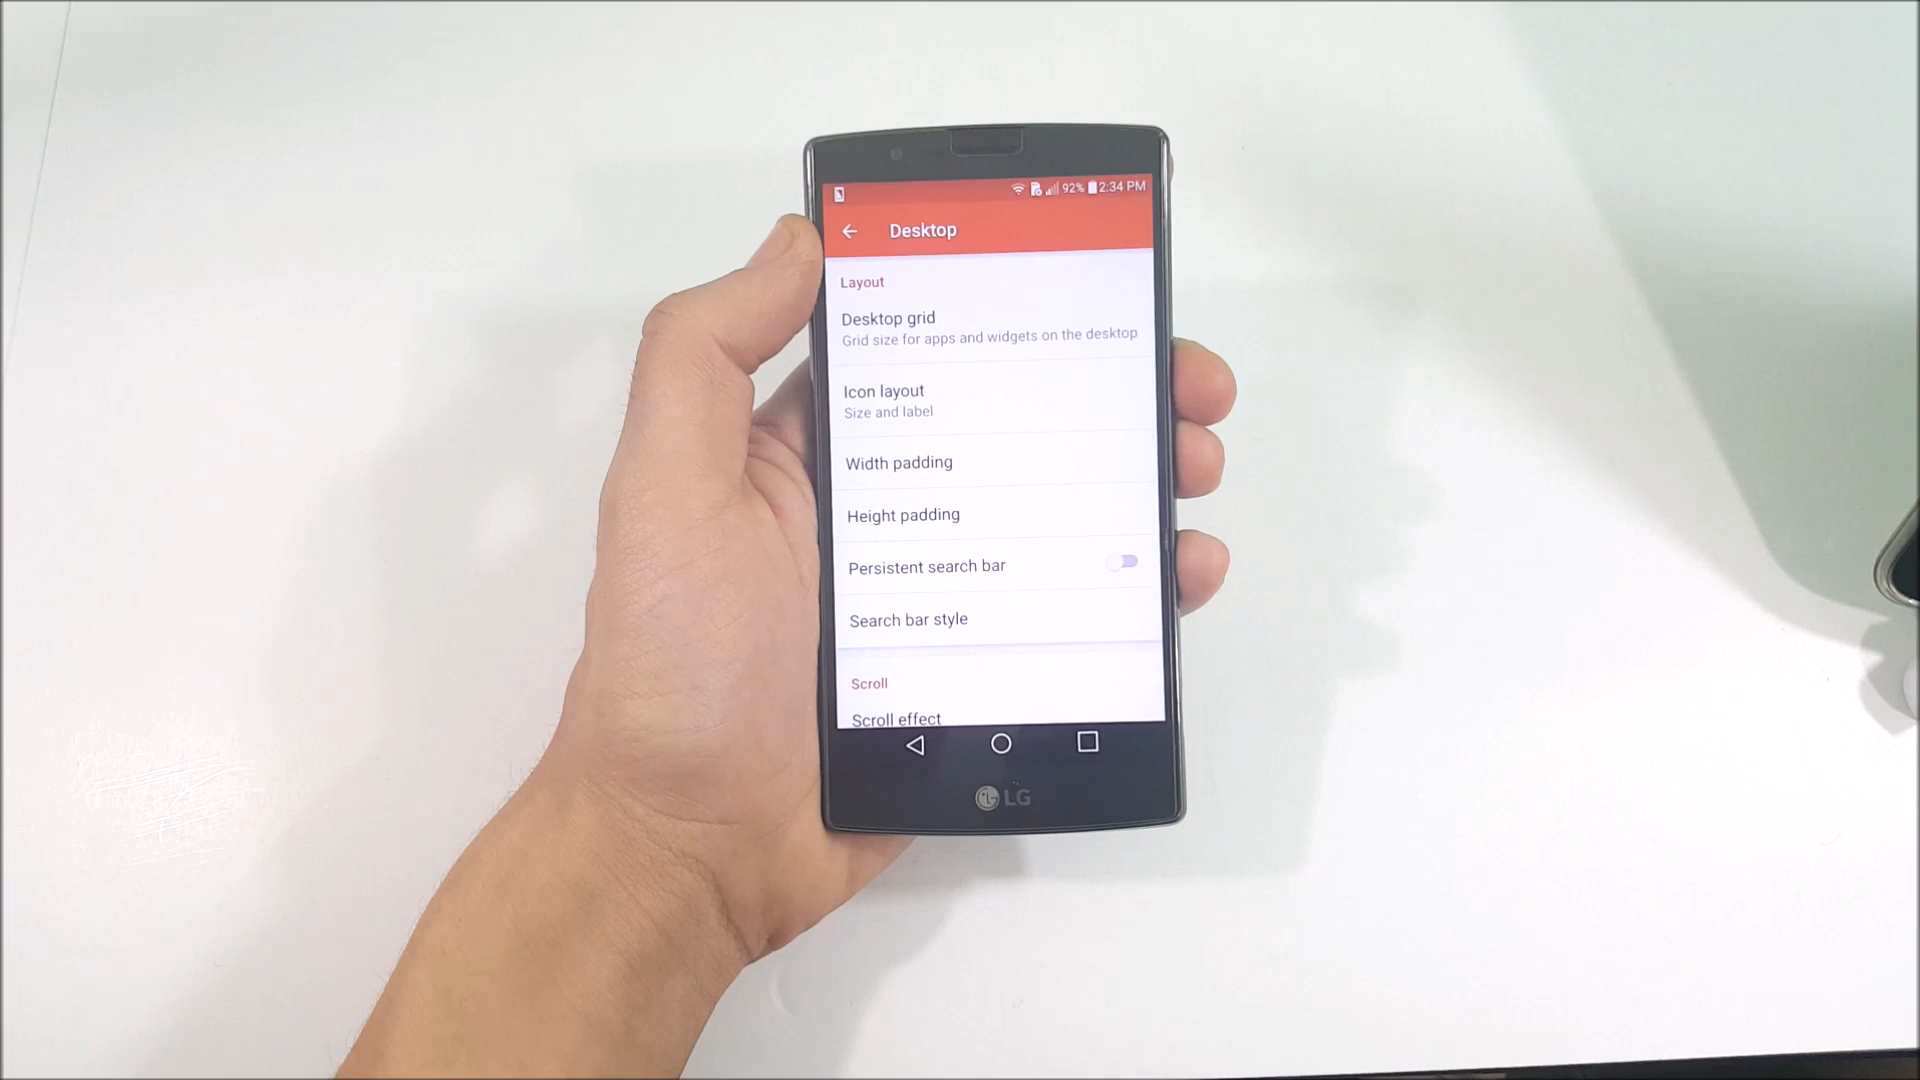 92% 2:34 PM
Desktop
Layout
Desktop grid
Grid size for apps and widgets on the desktop
Icon layout
Size and label
Width padding
Height padding
Persistent search bar
Search bar style
Scroll
Scroll effect
LG